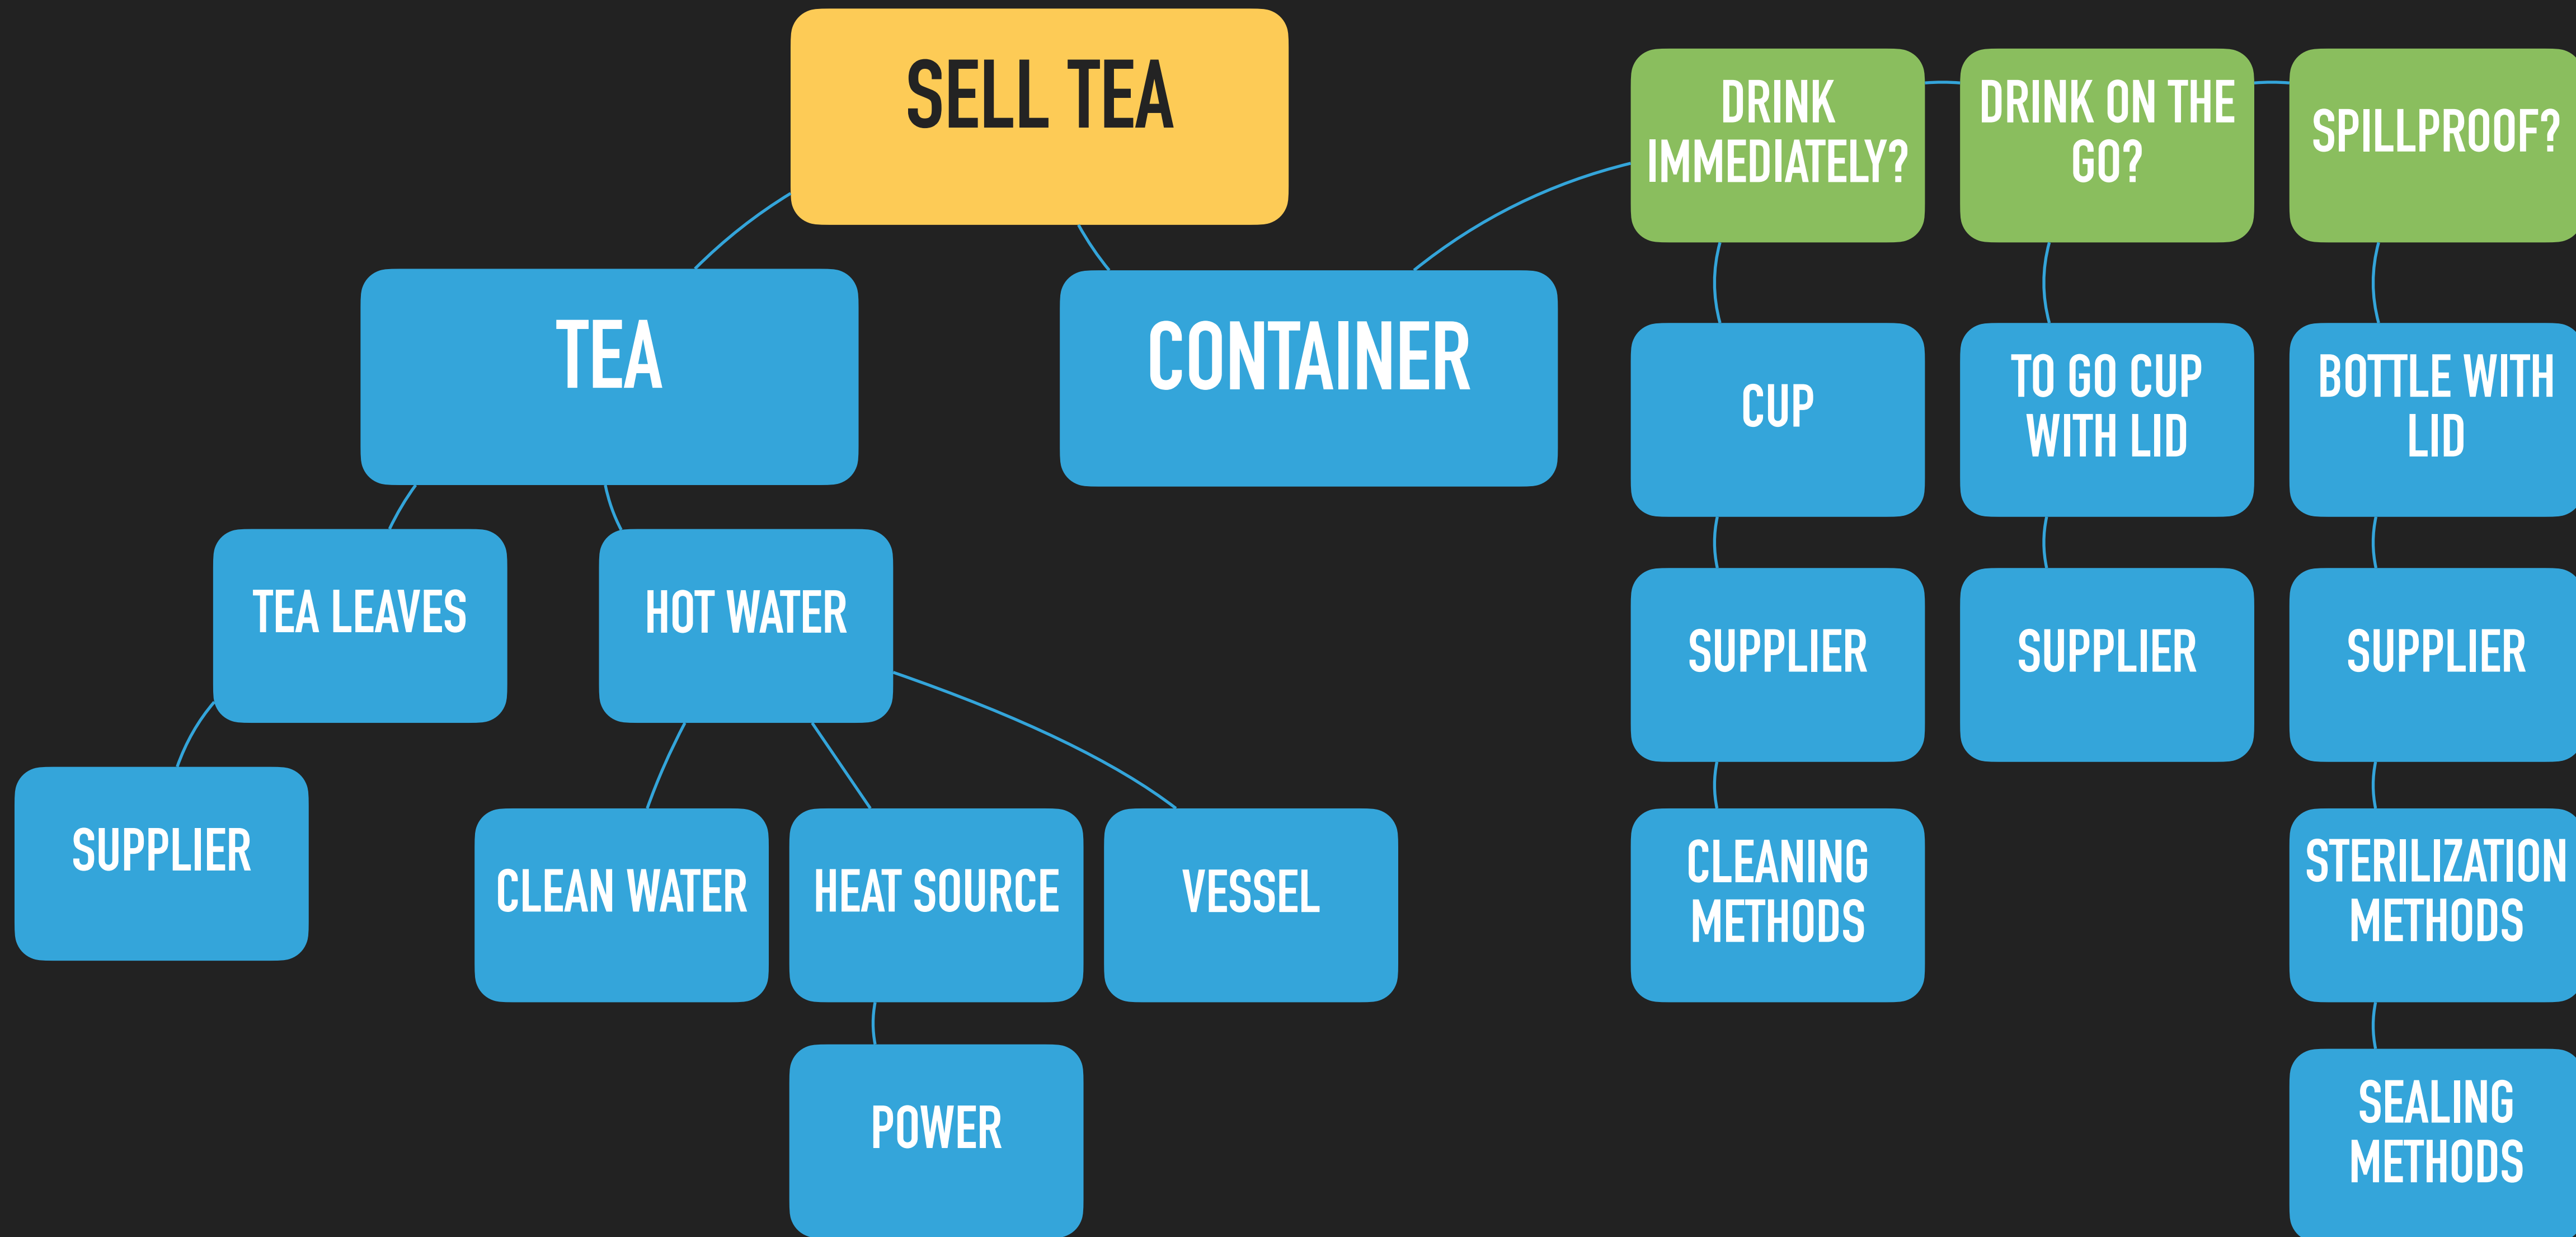 SELL TEA
TEA
CONTAINER
TEA LEAVES
HOT WATER
SUPPLIER
CLEAN WATER
HEAT SOURCE
VESSEL
POWER
DRINK
IMMEDIATELY?
CUP
SUPPLIER
CLEANING
METHODS
DRINK ON THE
GO?
TO GO CUP
WITH LID
SUPPLIER
SPILLPROOF?
BOTTLE WITH
LID
SUPPLIER
STERILIZATION
METHODS
SEALING
METHODS